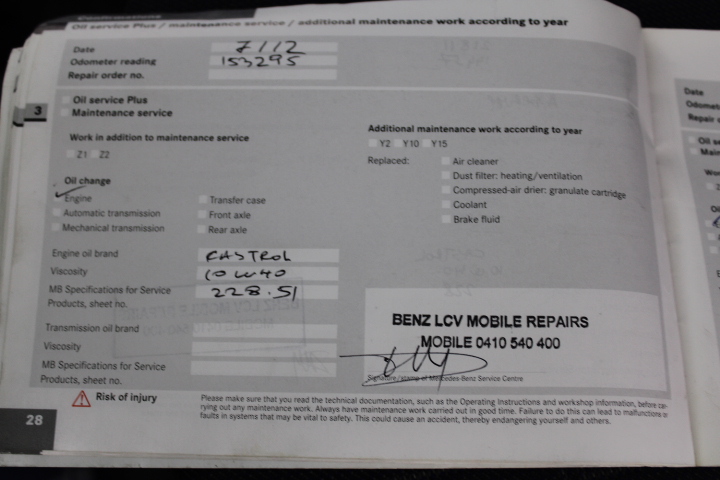 Confirmations
Oil service Plus / maintenance service / additional maintenance work according to year
Date 7/12
Odometer reading 153295
Repair order no.
3
Oil service Plus
Maintenance service
Work in addition to maintenance service
Z1 Z2
Oil change
Engine
Transfer case
Automatic transmission
Front axle
Mechanical transmission
Rear axle
Engine oil brand CASTROL
Viscosity 10W40
MB Specifications for Service 228.51
Products, sheet no.
Transmission oil brand
Viscosity
MB Specifications for Service
Products, sheet no.
Additional maintenance work according to year
Y2 Y10 Y15
Replaced:
Air cleaner
Dust filter: heating/ventilation
Compressed-air drier: granulate cartridge
Coolant
Brake fluid
BENZ LCV MOBILE REPAIRS
MOBILE 0410 540 400
Signature/stamp of Mercedes-Benz Service Centre
Risk of injury
Please make sure that you read the technical documentation, such as the Operating Instructions and workshop information, before car-
rying out any maintenance work. Always have maintenance work carried out in good time. Failure to do this can lead to malfunctions or
faults in systems that may be vital to safety. This could cause an accident, thereby endangering yourself and others.
28
Date